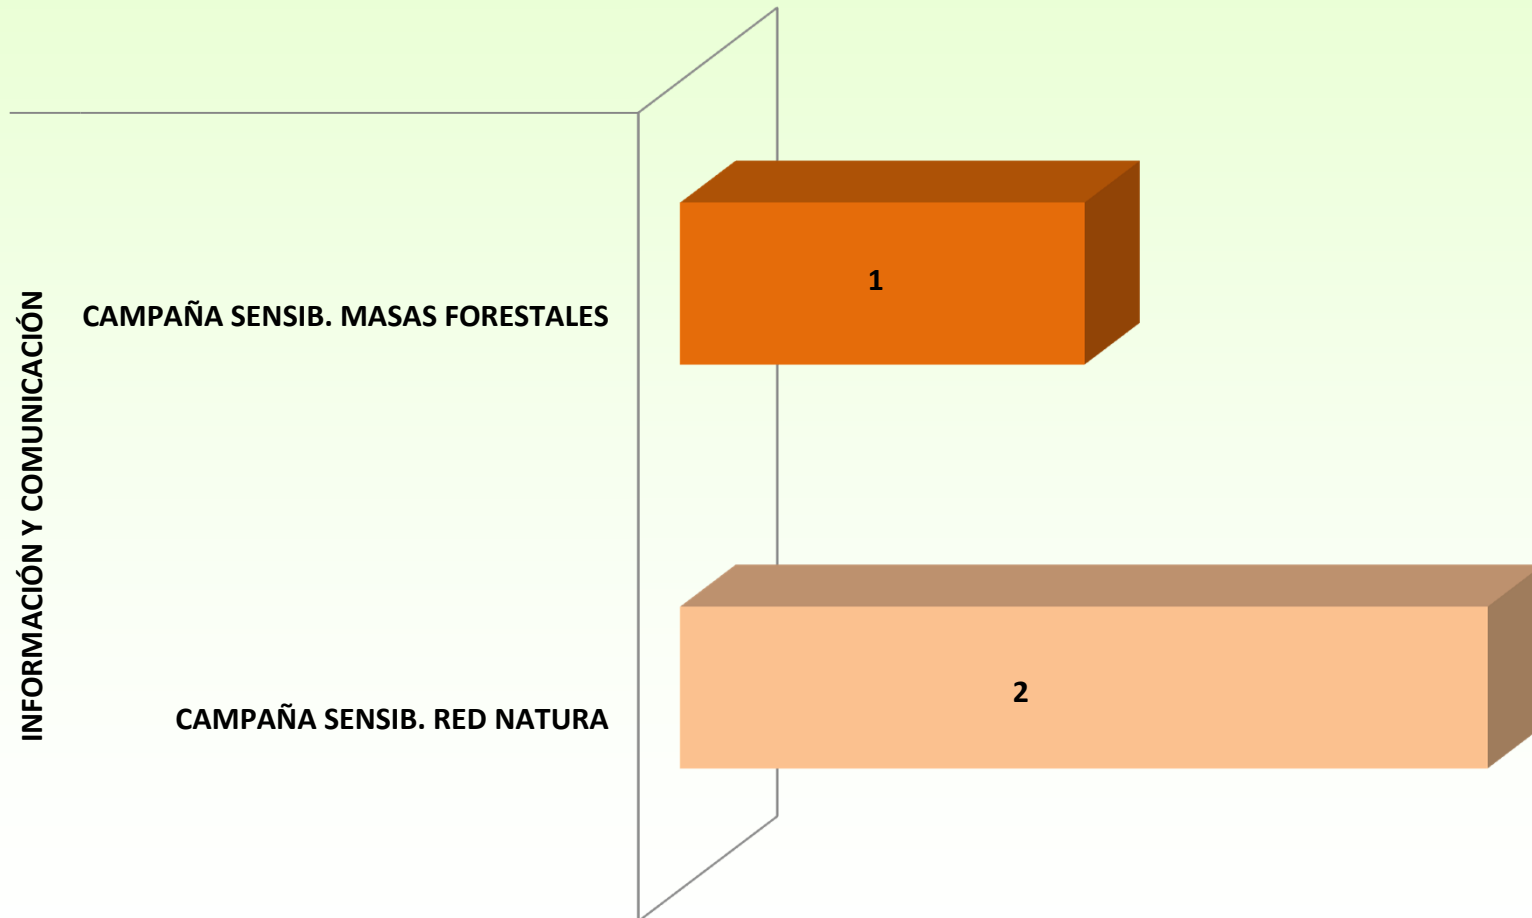 INFORMACIÓN Y COMUNICACIÓN
CAMPAÑA SENSIB. MASAS FORESTALES
1
CAMPAÑA SENSIB. RED NATURA
2